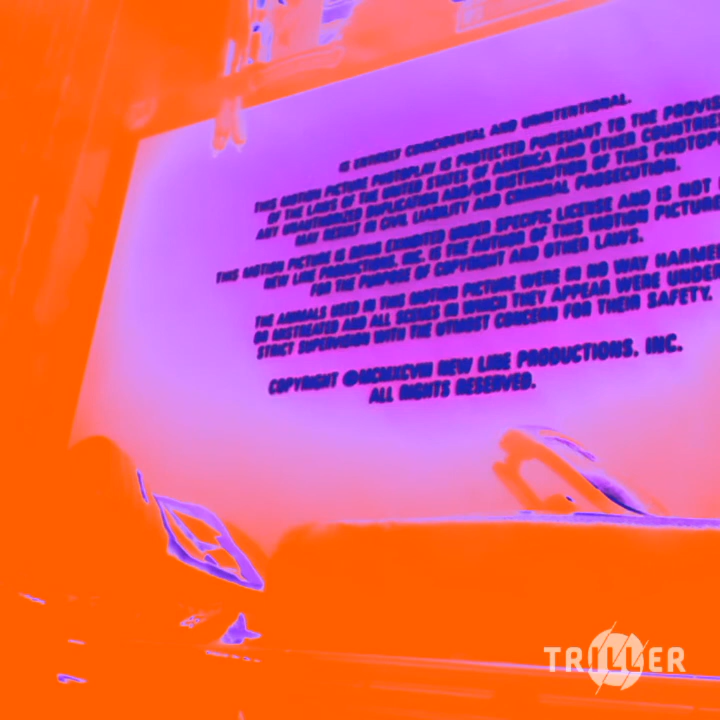 IS ENTIRELY COINCIDENTAL AND UNINTENTIONAL.
THIS MOTION PICTURE PHOTOPLAY IS PROTECTED PURSUANT TO THE PROVIS
OF THE LAWS OF THE UNITED STATES OF AMERICA AND OTHER COUNTRIE
ANY UNAUTHORIZED DUPLICATION AND/OR DISTRIBUTION OF THIS PHOTOP
MAY RESULT IN CIVIL LIABILITY AND CRIMINAL PROSECUTION.
THIS MOTION PICTURE IS BEING EXHIBITED UNDER SPECIFIC LICENSE AND IS NOT
NEW LINE PRODUCTIONS, INC. IS THE AUTHOR OF THIS MOTION PICTURE
FOR THE PURPOSE OF COPYRIGHT AND OTHER LAWS.
THE ANIMALS USED IN THIS MOTION PICTURE WERE IN NO WAY HARMED
OR MISTREATED AND ALL SCENES IN WHICH THEY APPEAR WERE UNDER
STRICT SUPERVISION WITH THE UTMOST CONCERN FOR THEIR SAFETY.
COPYRIGHT ©MCMXCVIII NEW LINE PRODUCTIONS, INC.
ALL RIGHTS RESERVED.
TRILLER